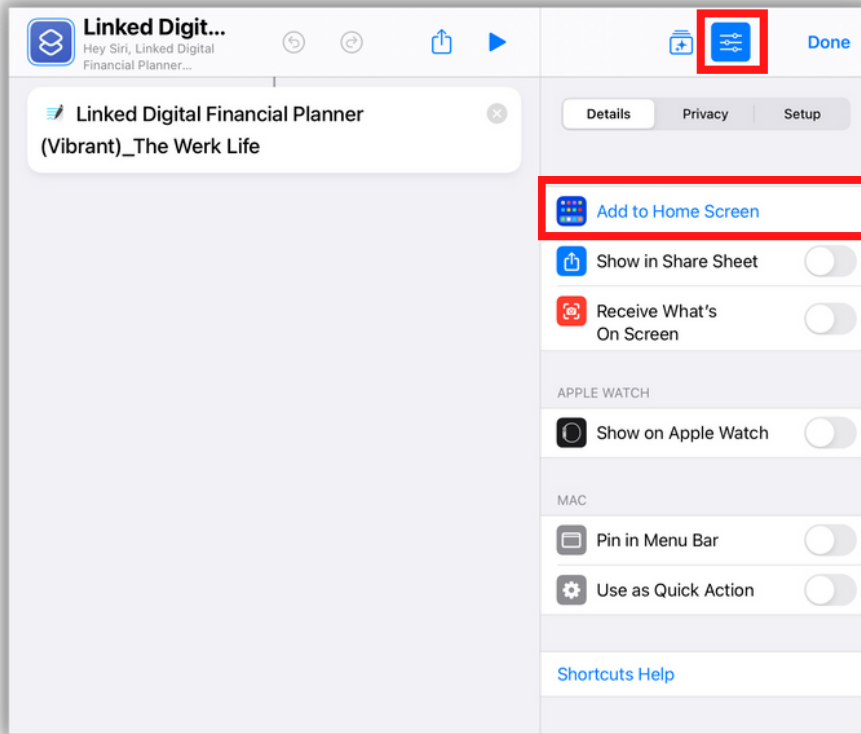 Linked Digit...
Hey Siri, Linked Digital
Financial Planner...
Done
Linked Digital Financial Planner
(Vibrant)_The Werk Life
Details
Privacy
Setup
Add to Home Screen
Show in Share Sheet
Receive What's
On Screen
APPLE WATCH
Show on Apple Watch
MAC
Pin in Menu Bar
Use as Quick Action
Shortcuts Help